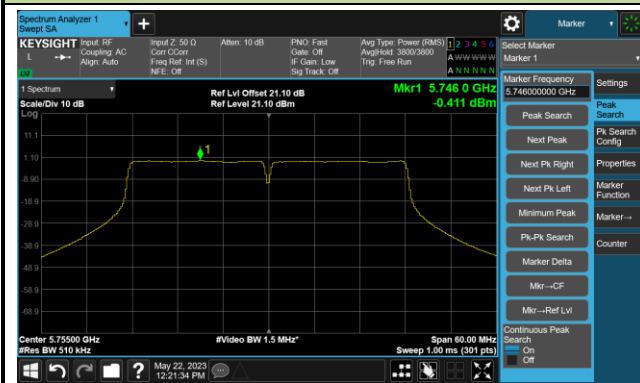 Spectrum Analyzer 1
Swept SA
Marker
KEYSIGHT
L
Input: RF
Coupling: AC
Align: Auto
Input Z: 50 Ω
Corr CCorr
Freq Ref: Int (S)
NFE: Off
Atten: 10 dB
PNO: Fast
Gate: Off
IF Gain: Low
Sig Track: Off
Avg Type: Power (RMS)
Avg|Hold: 3800/3800
Trig: Free Run
1 2 3 4 5 6
A W W W W W
A N N N N N
Select Marker
Marker 1
1 Spectrum
Scale/Div 10 dB
Log
Ref Lvl Offset 21.10 dB
Ref Level 21.10 dBm
Mkr1 5.746 0 GHz
-0.411 dBm
Marker Frequency
5.746000000 GHz
Settings
Peak Search
Peak
Search
Next Peak
Pk Search
Config
Next Pk Right
Properties
Next Pk Left
Marker
Function
Minimum Peak
Marker→
Pk-Pk Search
Counter
Marker Delta
Mkr→CF
Mkr→Ref Lvl
Continuous Peak
Search
On
Off
11.1
1.10
-8.90
-18.9
-28.9
-38.9
-48.9
-58.9
-68.9
1
Center 5.75500 GHz
#Res BW 510 kHz
#Video BW 1.5 MHz*
Span 60.00 MHz
Sweep 1.00 ms (301 pts)
?
May 22, 2023
12:21:34 PM